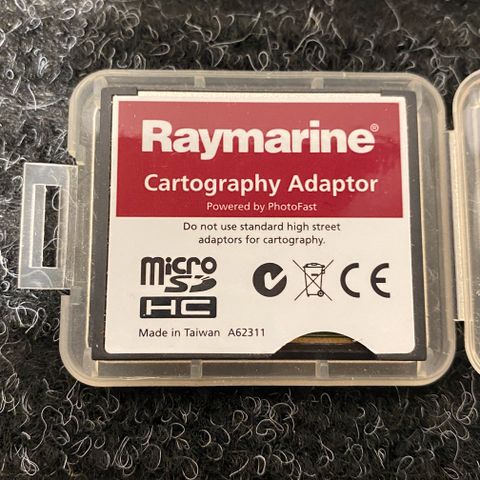 Raymarine®
Cartography Adaptor
Powered by PhotoFast
Do not use standard high street
adaptors for cartography.
micro
SD
HC
CE
Made in Taiwan A62311